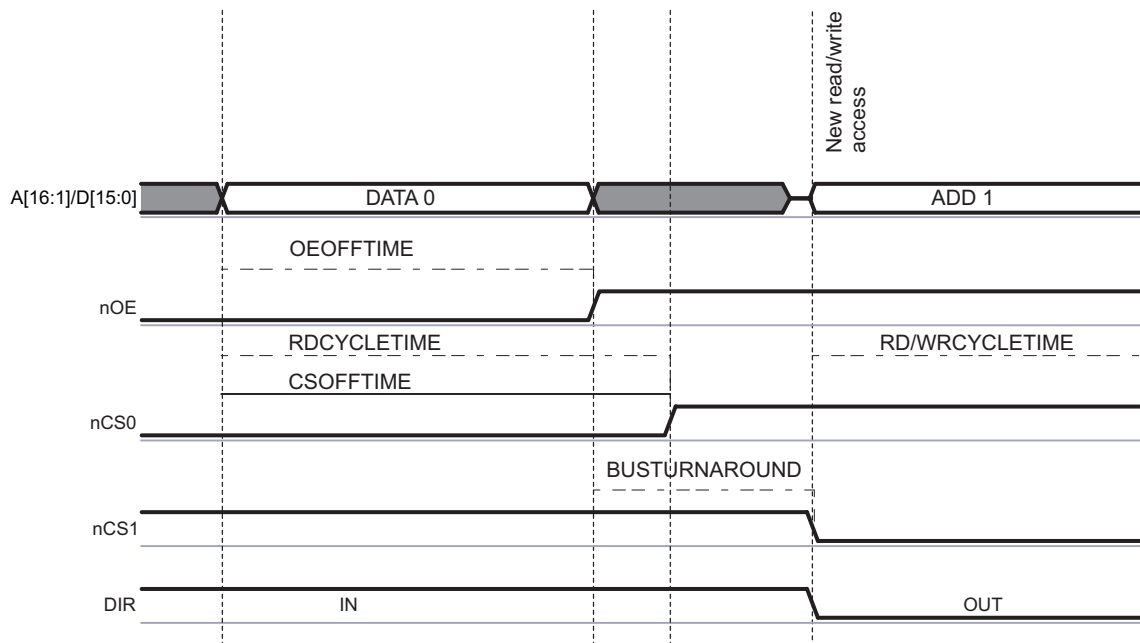 New read/write
access
A[16:1]/D[15:0]
DATA 0
ADD 1
OEOFFTIME
nOE
RDCYCLETIME
RD/WRCYCLETIME
CSOFFTIME
nCS0
BUSTURNAROUND
nCS1
DIR
IN
OUT